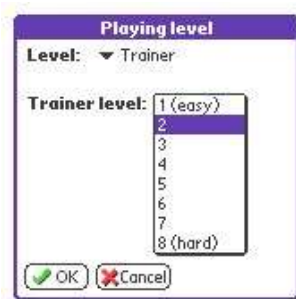 Playing level
Level: Trainer
Trainer level: 1 (easy)
2
3
4
5
6
7
8 (hard)
OK Cancel